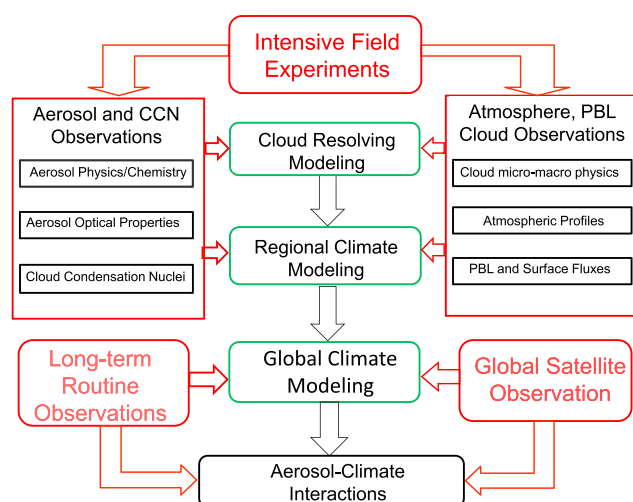 Intensive Field
Experiments
Aerosol and CCN
Observations
Aerosol Physics/Chemistry
Aerosol Optical Properties
Cloud Condensation Nuclei
Cloud Resolving
Modeling
Regional Climate
Modeling
Atmosphere, PBL
Cloud Observations
Cloud micro-macro physics
Atmospheric Profiles
PBL and Surface Fluxes
Long-term
Routine
Observations
Global Climate
Modeling
Global Satellite
Observation
Aerosol-Climate
Interactions